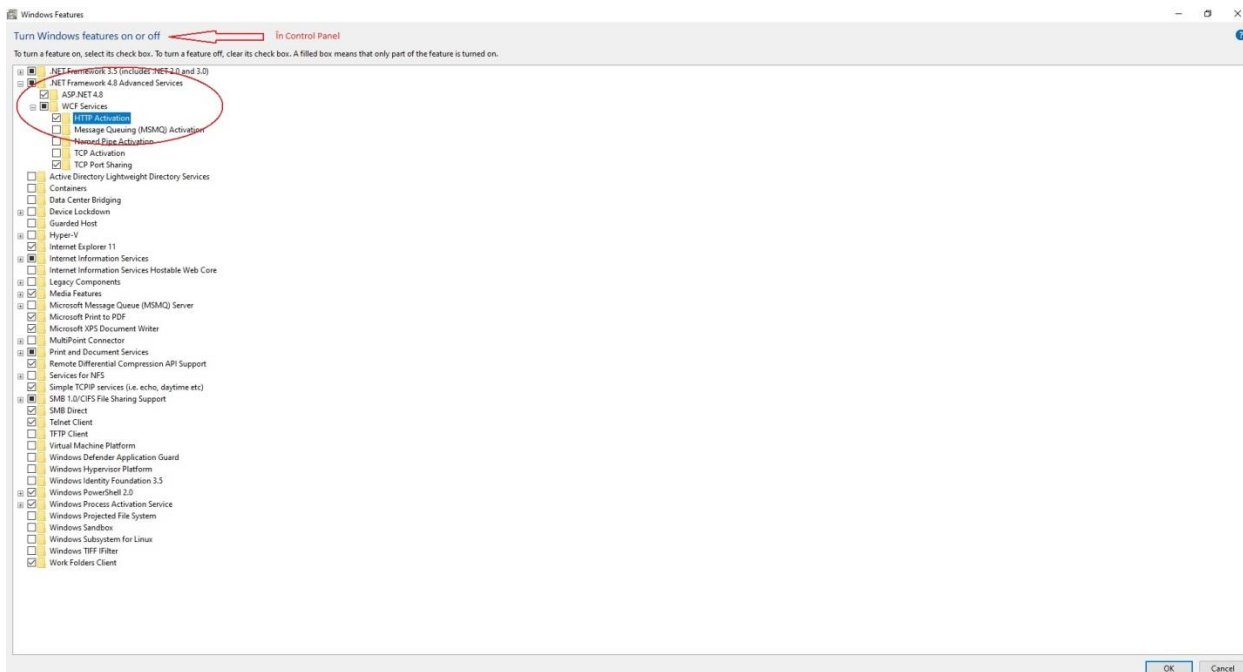 Windows Features
Turn Windows features on or off În Control Panel
To turn a feature on, select its check box. To turn a feature off, clear its check box. A filled box means that only part of the feature is turned on.
.NET Framework 3.5 (includes .NET 2.0 and 3.0)
.NET Framework 4.8 Advanced Services
ASP.NET 4.8
WCF Services
HTTP Activation
Message Queuing (MSMQ) Activation
Named Pipe Activation
TCP Activation
TCP Port Sharing
Active Directory Lightweight Directory Services
Containers
Data Center Bridging
Device Lockdown
Guarded Host
Hyper-V
Internet Explorer 11
Internet Information Services
Internet Information Services Hostable Web Core
Legacy Components
Media Features
Microsoft Message Queue (MSMQ) Server
Microsoft Print to PDF
Microsoft XPS Document Writer
MultiPoint Connector
Print and Document Services
Remote Differential Compression API Support
Services for NFS
Simple TCPIP services (i.e. echo, daytime etc)
SMB 1.0/CIFS File Sharing Support
SMB Direct
Telnet Client
TFTP Client
Virtual Machine Platform
Windows Defender Application Guard
Windows Hypervisor Platform
Windows Identity Foundation 3.5
Windows PowerShell 2.0
Windows Process Activation Service
Windows Projected File System
Windows Sandbox
Windows Subsystem for Linux
Windows TIFF IFilter
Work Folders Client
OK Cancel